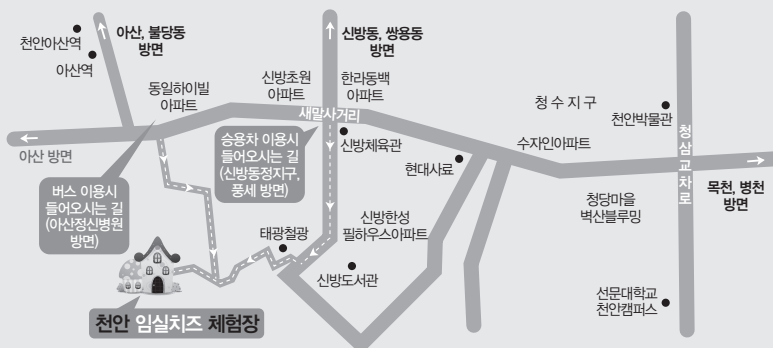 아산, 불당동
방면
천안아산역
아산역
신방동, 쌍용동
방면
동일하이빌
아파트
신방초원
아파트
한라동백
아파트
청수지구
천안박물관
새말사거리
아산 방면
승용차 이용시
들어오시는 길
(신방통정지구,
풍세 방면)
신방체육관
수자인아파트
현대사료
청삼교차로
목천, 병천
방면
버스 이용시
들어오시는 길
(아산정신병원
방면)
청당마을
벽산블루밍
신방한성
필하우스아파트
태광철광
신방도서관
선문대학교
천안캠퍼스
천안 임실치즈 체험장